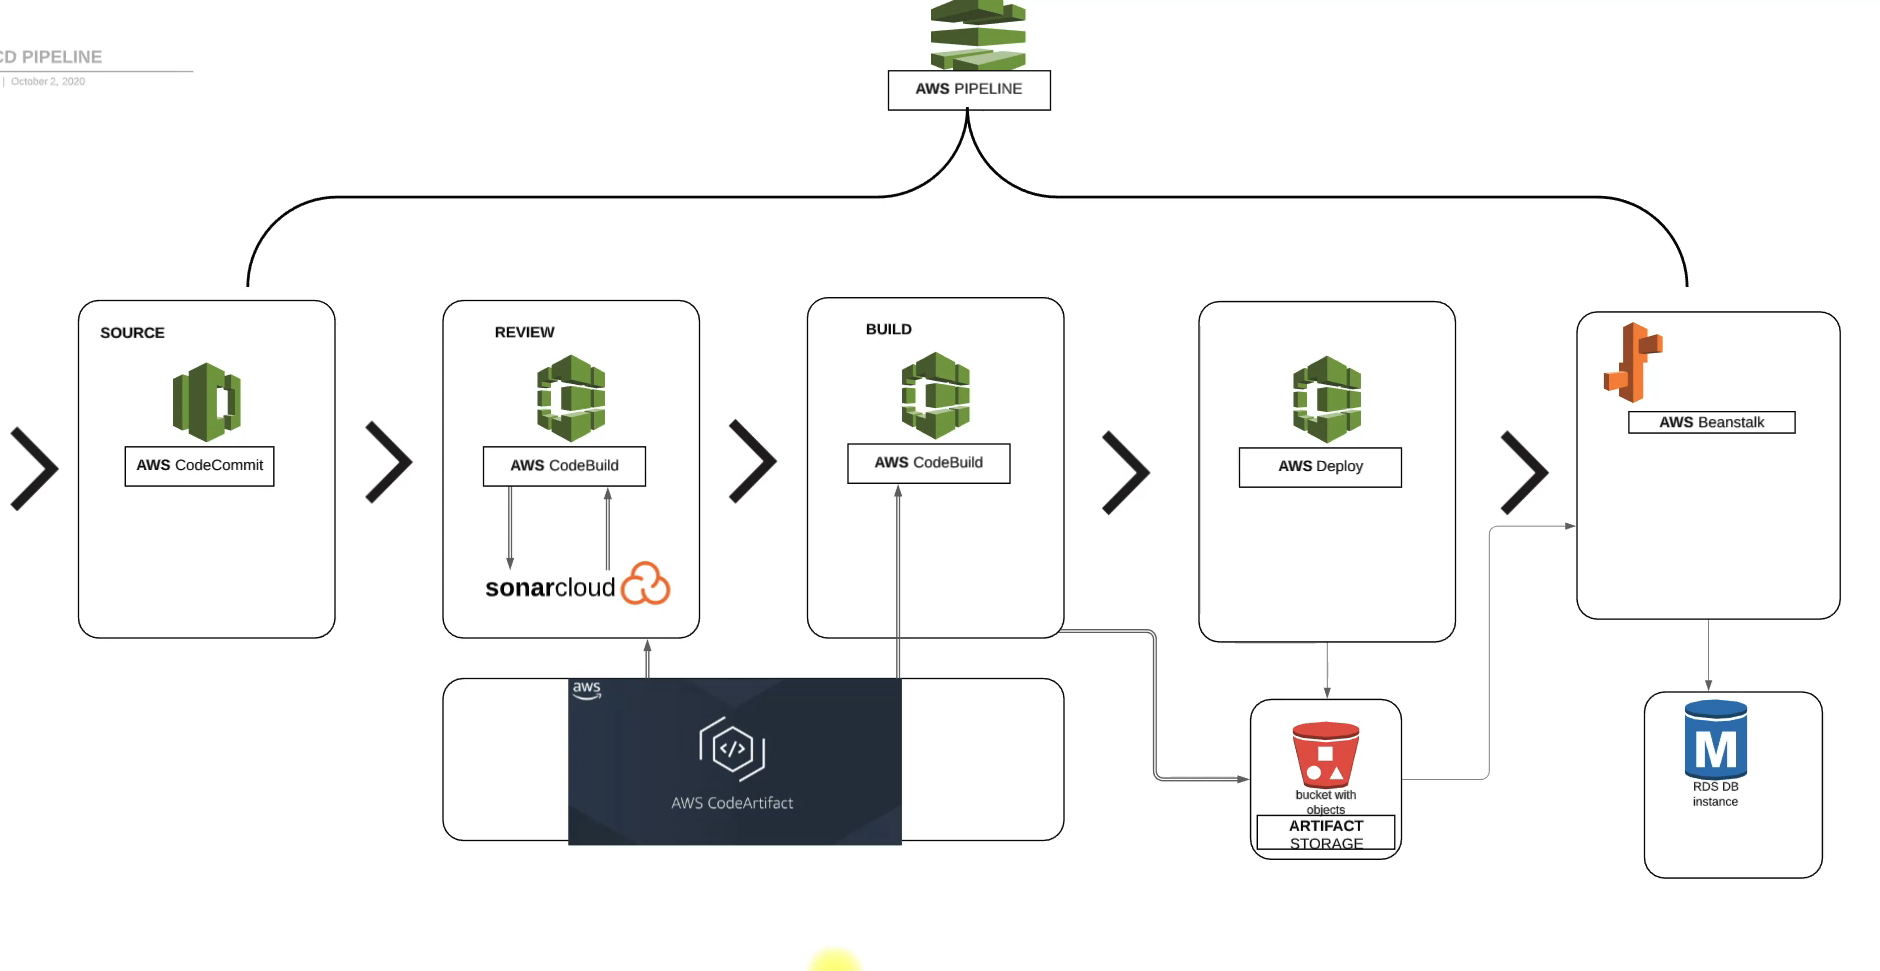 CD PIPELINE
| October 2, 2020
AWS PIPELINE
SOURCE
AWS CodeCommit
REVIEW
AWS CodeBuild
sonarcloud
BUILD
AWS CodeBuild
AWS Deploy
AWS Beanstalk
aws
</>
AWS CodeArtifact
bucket with
objects
ARTIFACT
STORAGE
M
RDS DB
instance